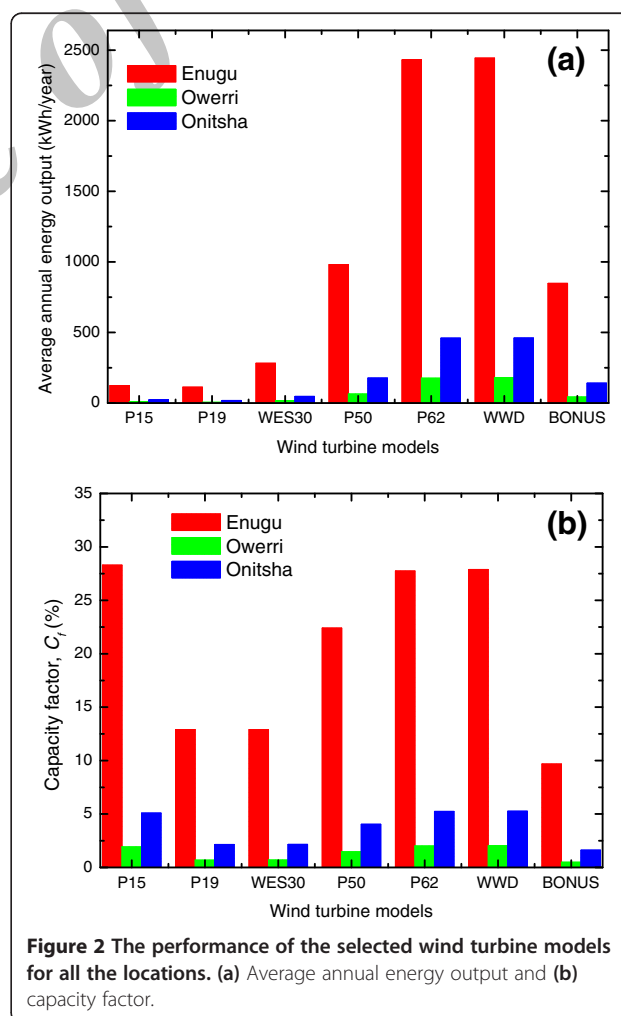 (a)
Enugu
Owerri
Onitsha
2500
2000
1500
1000
500
0
Average annual energy output (kWh/year)
P15 P19 WES30 P50 P62 WWD BONUS
Wind turbine models
(b)
Enugu
Owerri
Onitsha
35
30
25
20
15
10
5
0
Capacity factor, Cf (%)
P15 P19 WES30 P50 P62 WWD BONUS
Wind turbine models
Figure 2 The performance of the selected wind turbine models
for all the locations. (a) Average annual energy output and (b)
capacity factor.